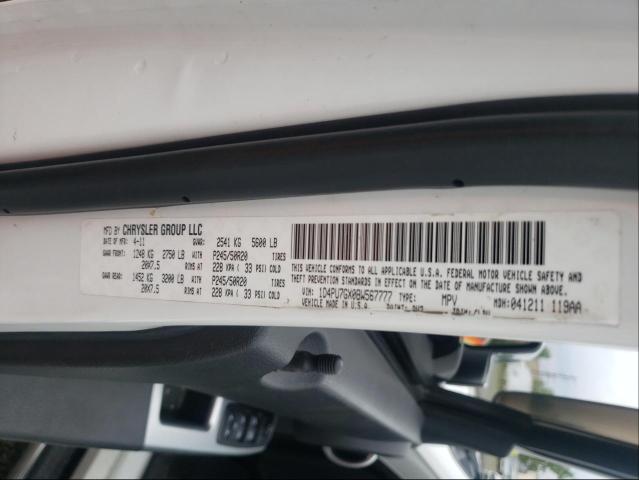 MFD BY CHRYSLER GROUP LLC
DATE OF MFR: 4-11 GVWR: 2541 KG 5600 LB
GAWR FRONT: 1248 KG 2750 LB WITH P245/50R20 TIRES
20X7.5 RIMS AT 228 KPA ( 33 PSI) COLD
GAWR REAR: 1452 KG 3200 LB WITH P245/50R20 TIRES
20X7.5 RIMS AT 228 KPA ( 33 PSI) COLD
THIS VEHICLE CONFORMS TO ALL APPLICABLE U.S.A. FEDERAL MOTOR VEHICLE SAFETY AND
THEFT PREVENTION STANDARDS IN EFFECT ON THE DATE OF MANUFACTURE SHOWN ABOVE.
VIN: 1D4PU7GX0BW567777 TYPE: MPV MDH: 041211 119AA
VEHICLE MADE IN U.S.A.